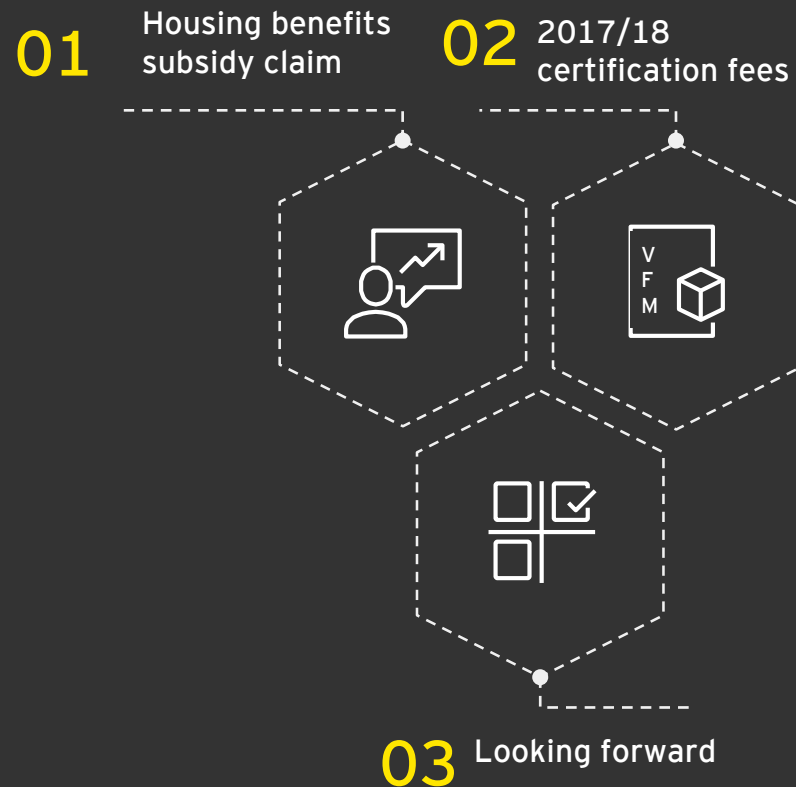 01
Housing benefits
subsidy claim
02
2017/18
certification fees
V
F
M
03
Looking forward